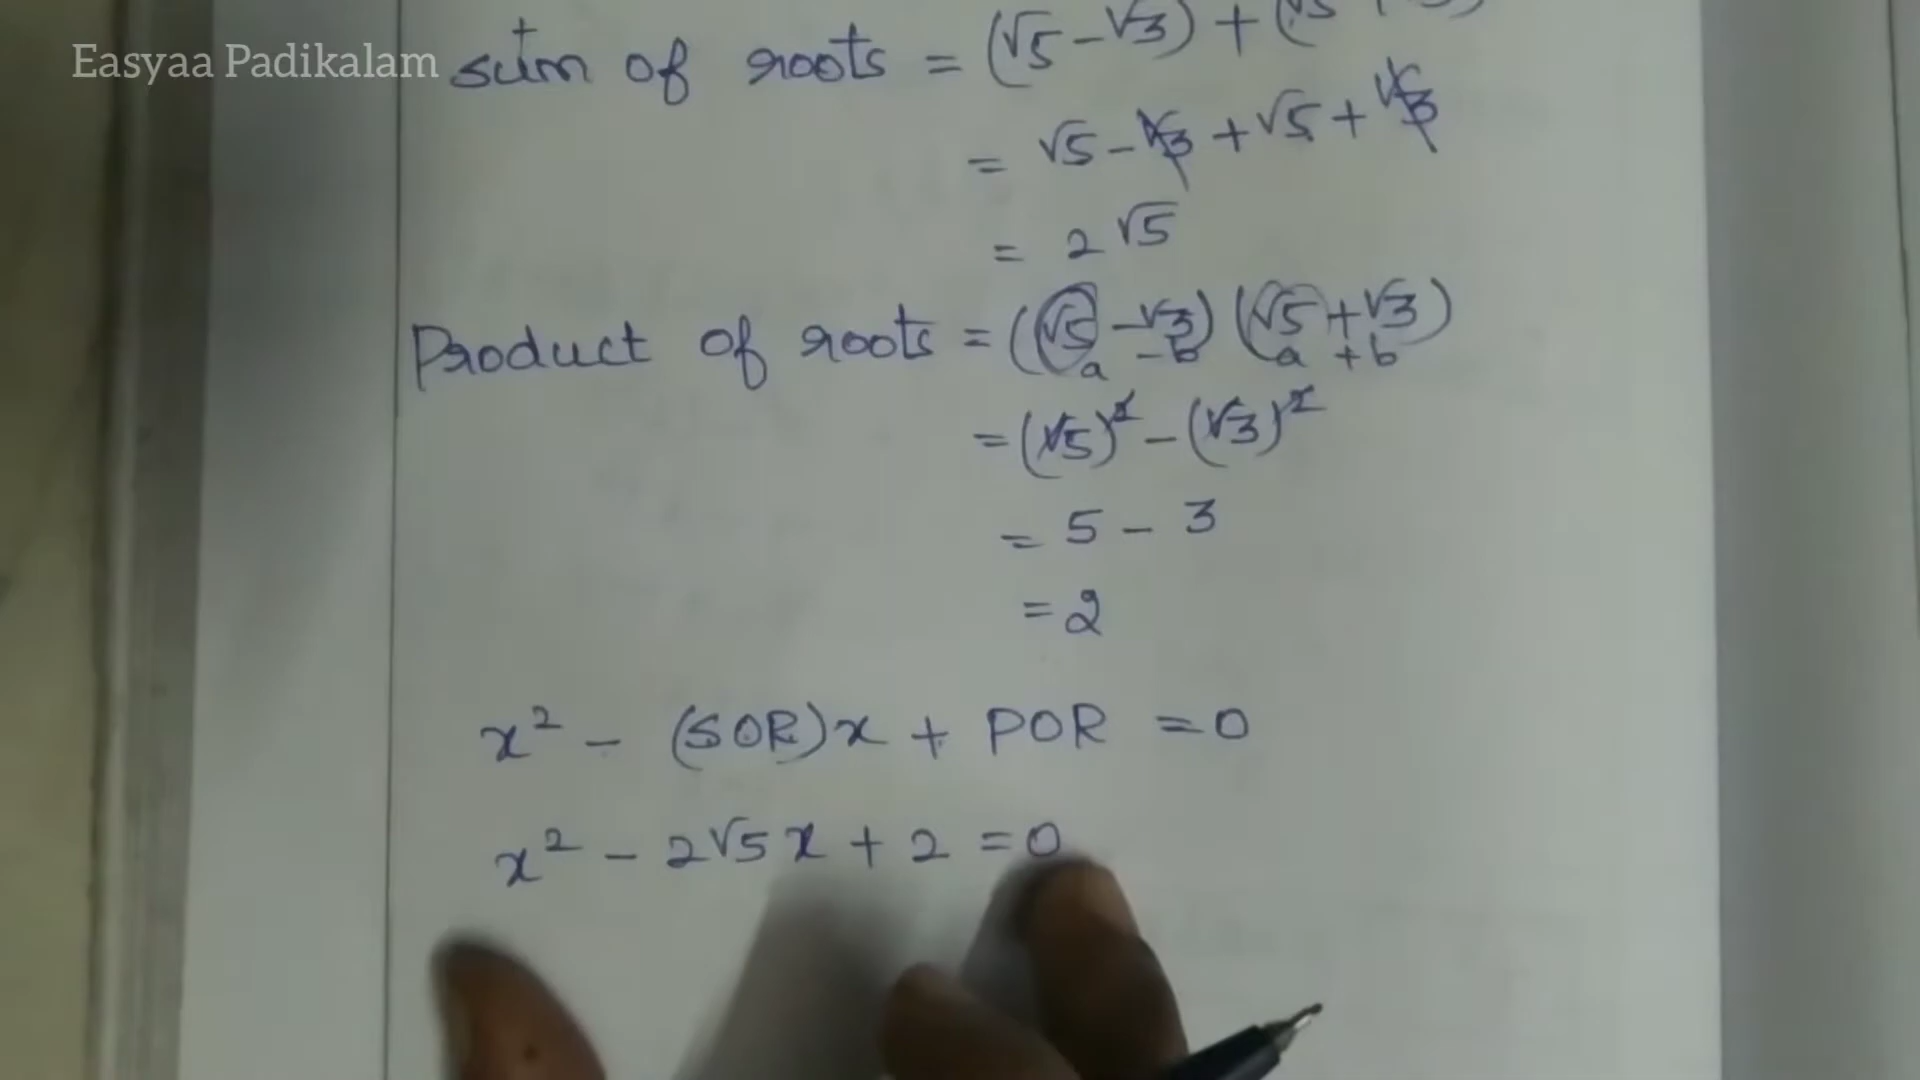 Easyaa Padikalam
sum of roots = (√5 - √3) + (√5
= √5 - √3 + √5 + √3
= 2√5
Product of roots = (√5 - √3) (√5 + √3)
a - b a + b
= (√5)² - (√3)²
= 5 - 3
= 2
x² - (SOR)x + POR = 0
x² - 2√5 x + 2 = 0